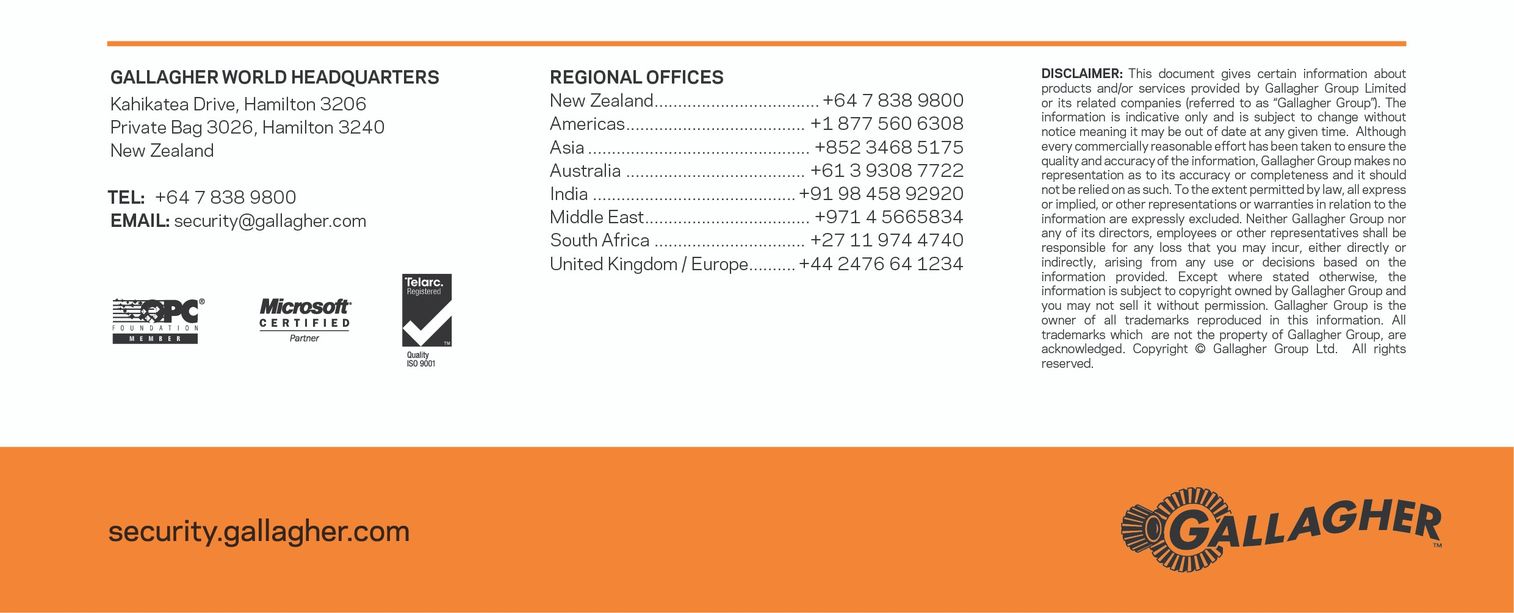 GALLAGHER WORLD HEADQUARTERS
Kahikatea Drive, Hamilton 3206
Private Bag 3026, Hamilton 3240
New Zealand
TEL: +64 7 838 9800
EMAIL: security@gallagher.com
OPC®
FOUNDATION
MEMBER
Microsoft®
CERTIFIED
Partner
Telarc.
Registered
TM
Quality
ISO 9001
REGIONAL OFFICES
New Zealand................................... +64 7 838 9800
Americas...................................... +1 877 560 6308
Asia ............................................... +852 3468 5175
Australia ...................................... +61 3 9308 7722
India ........................................... +91 98 458 92920
Middle East................................... +971 4 5665834
South Africa ................................ +27 11 974 4740
United Kingdom / Europe.......... +44 2476 64 1234
DISCLAIMER: This document gives certain information about
products and/or services provided by Gallagher Group Limited
or its related companies (referred to as “Gallagher Group”). The
information is indicative only and is subject to change without
notice meaning it may be out of date at any given time. Although
every commercially reasonable effort has been taken to ensure the
quality and accuracy of the information, Gallagher Group makes no
representation as to its accuracy or completeness and it should
not be relied on as such. To the extent permitted by law, all express
or implied, or other representations or warranties in relation to the
information are expressly excluded. Neither Gallagher Group nor
any of its directors, employees or other representatives shall be
responsible for any loss that you may incur, either directly or
indirectly, arising from any use or decisions based on the
information provided. Except where stated otherwise, the
information is subject to copyright owned by Gallagher Group and
you may not sell it without permission. Gallagher Group is the
owner of all trademarks reproduced in this information. All
trademarks which are not the property of Gallagher Group, are
acknowledged. Copyright © Gallagher Group Ltd. All rights
reserved.
security.gallagher.com
GALLAGHER™